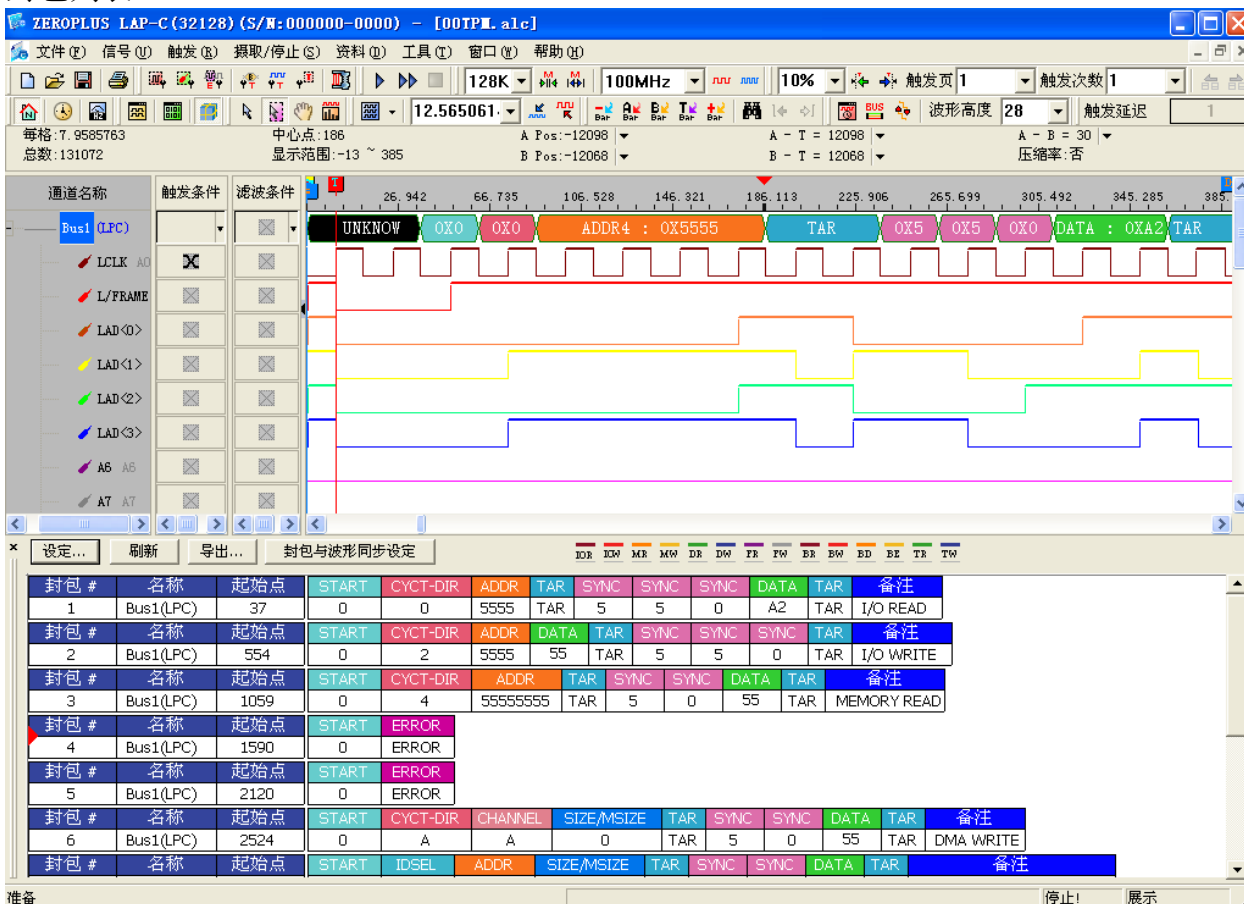 ZEROPLUS LAP-C(32128)(S/N:000000-0000) - [00TPM.alc]
文件(F) 信号(U) 触发(R) 摄取/停止(S) 资料(D) 工具(T) 窗口(W) 帮助(H)
128K 100MHz 10% 触发页 1 触发次数 1
12.565061. Bar Bar Bar Bar Bar BUS 波形高度 28 触发延迟 1
每格:7.9585763 中心点:186 A Pos:-12098 A - T = 12098 A - B = 30
总数:131072 显示范围:-13 ~ 385 B Pos:-12068 B - T = 12068 压缩率:否
通道名称 触发条件 滤波条件 T 26.942 66.735 106.528 146.321 186.113 225.906 265.699 305.492 345.285 385.
Bus1 (LPC) UNKNOW 0X0 0X0 ADDR4 : 0X5555 TAR 0X5 0X5 0X0 DATA : 0XA2 TAR
LCLK A0
L/FRAME
LAD<0>
LAD<1>
LAD<2>
LAD<3>
A6 A6
A7 A7
设定... 刷新 导出... 封包与波形同步设定 IOR IOW MR MW DR DW FR FW BR BW BD BE TR TW
封包 # 名称 起始点 START CYCT-DIR ADDR TAR SYNC SYNC SYNC DATA TAR 备注
1 Bus1(LPC) 37 0 0 5555 TAR 5 5 0 A2 TAR I/O READ
封包 # 名称 起始点 START CYCT-DIR ADDR DATA TAR SYNC SYNC SYNC TAR 备注
2 Bus1(LPC) 554 0 2 5555 55 TAR 5 5 0 TAR I/O WRITE
封包 # 名称 起始点 START CYCT-DIR ADDR TAR SYNC SYNC DATA TAR 备注
3 Bus1(LPC) 1059 0 4 55555555 TAR 5 0 55 TAR MEMORY READ
封包 # 名称 起始点 START ERROR
4 Bus1(LPC) 1590 0 ERROR
封包 # 名称 起始点 START ERROR
5 Bus1(LPC) 2120 0 ERROR
封包 # 名称 起始点 START CYCT-DIR CHANNEL SIZE/MSIZE TAR SYNC SYNC DATA TAR 备注
6 Bus1(LPC) 2524 0 A A 0 TAR 5 0 55 TAR DMA WRITE
封包 # 名称 起始点 START IDSEL ADDR SIZE/MSIZE TAR SYNC SYNC DATA TAR 备注
准备 停止! 展示